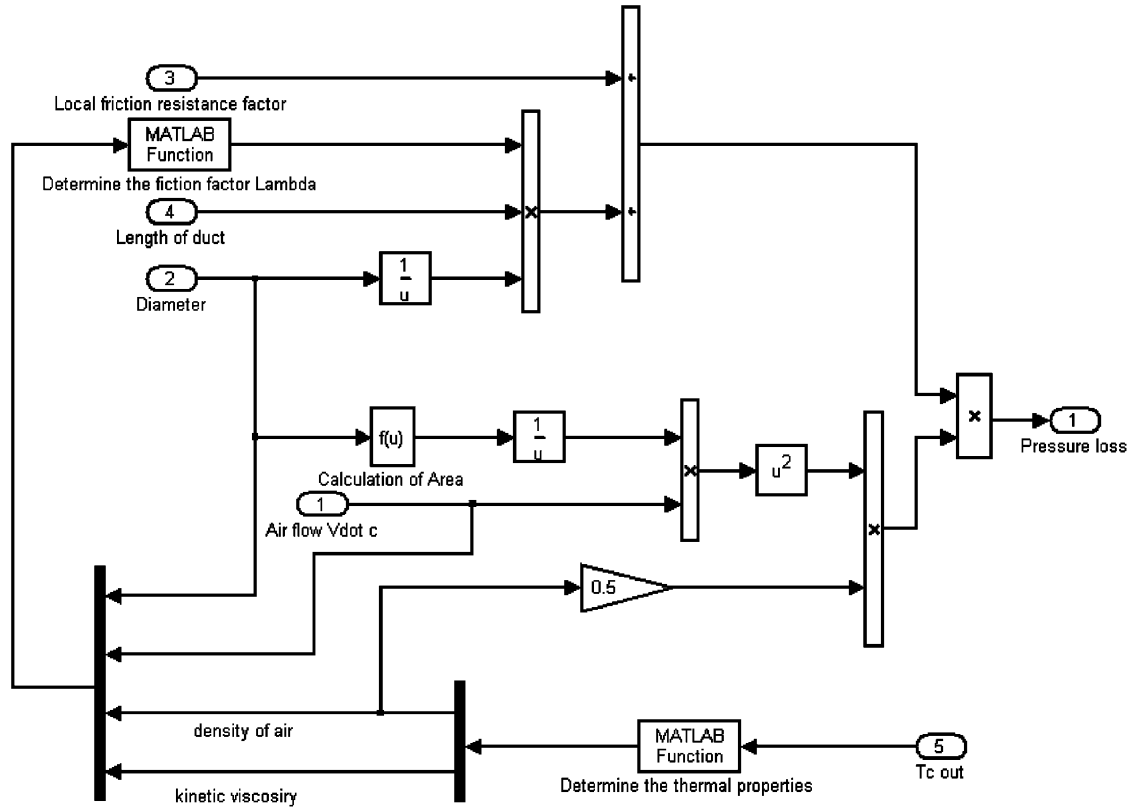 3
Local friction resistance factor
MATLAB
Function
Determine the fiction factor Lambda
4
Length of duct
2
Diameter
1
u
×
+
+
f(u)
Calculation of Area
1
u
1
Air flow Vdot c
×
u²
×
0.5
×
1
Pressure loss
density of air
kinetic viscosiry
MATLAB
Function
Determine the thermal properties
5
Tc out